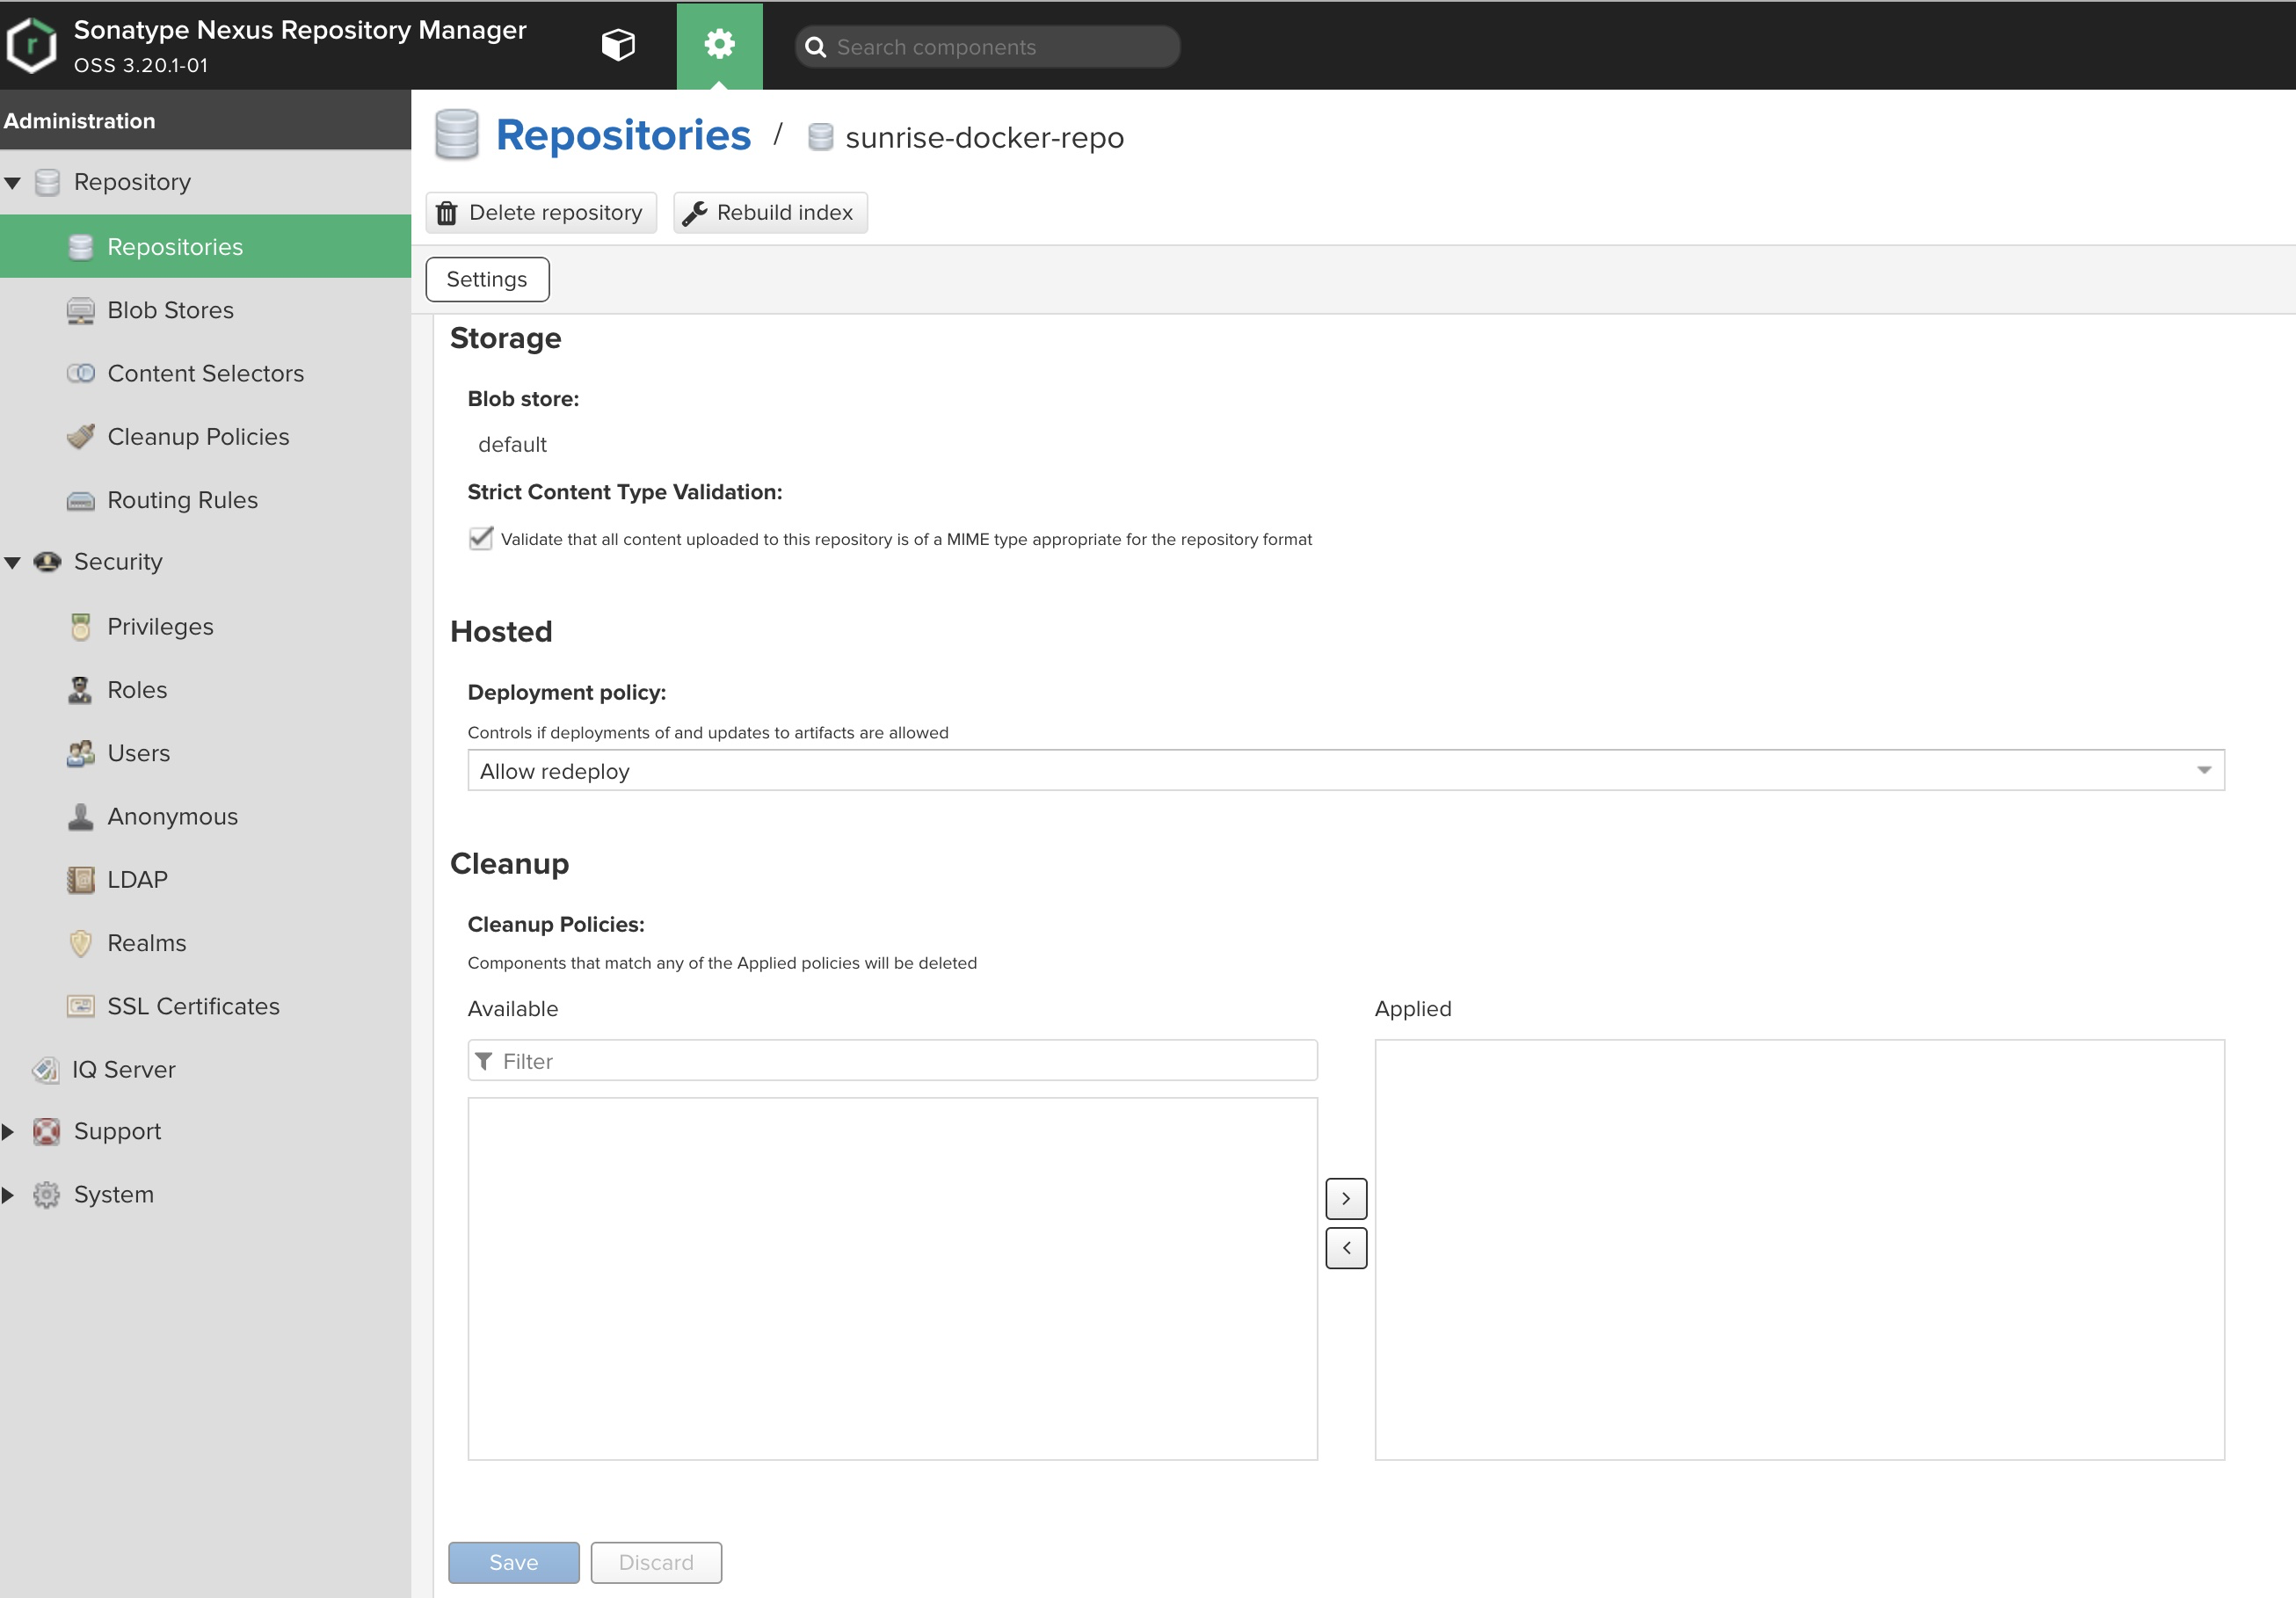 Sonatype Nexus Repository Manager
OSS 3.20.1-01
Search components
Administration
Repository
Repositories
Blob Stores
Content Selectors
Cleanup Policies
Routing Rules
Security
Privileges
Roles
Users
Anonymous
LDAP
Realms
SSL Certificates
IQ Server
Support
System
Repositories / sunrise-docker-repo
Delete repository Rebuild index
Settings
Storage
Blob store:
default
Strict Content Type Validation:
Validate that all content uploaded to this repository is of a MIME type appropriate for the repository format
Hosted
Deployment policy:
Controls if deployments of and updates to artifacts are allowed
Allow redeploy
Cleanup
Cleanup Policies:
Components that match any of the Applied policies will be deleted
Available Applied
Filter
>
<
Save Discard